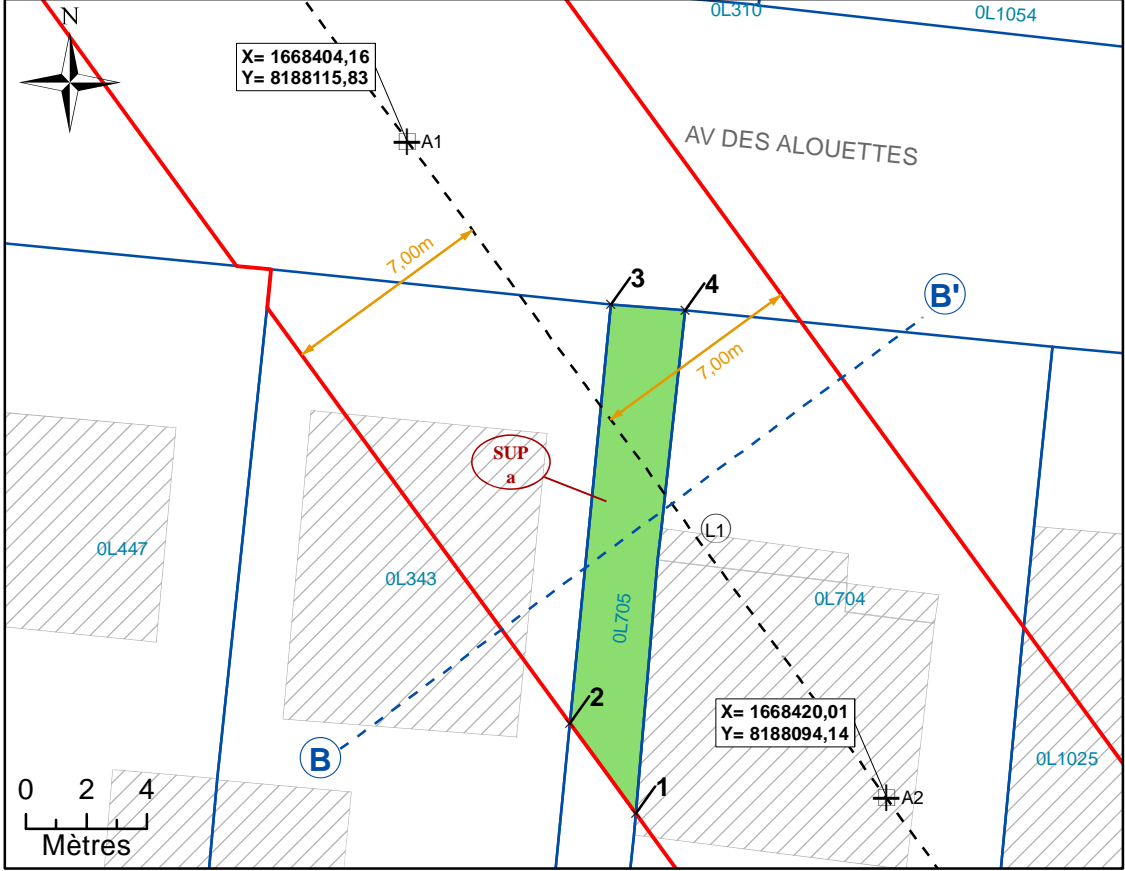 0L310
0L1054
N
X= 1668404,16
Y= 8188115,83
A1
AV DES ALOUETTES
7,00m
3
4
B'
7,00m
SUP
a
L1
0L447
0L343
0L705
0L704
2
X= 1668420,01
Y= 8188094,14
B
0L1025
1
A2
0 2 4
Mètres